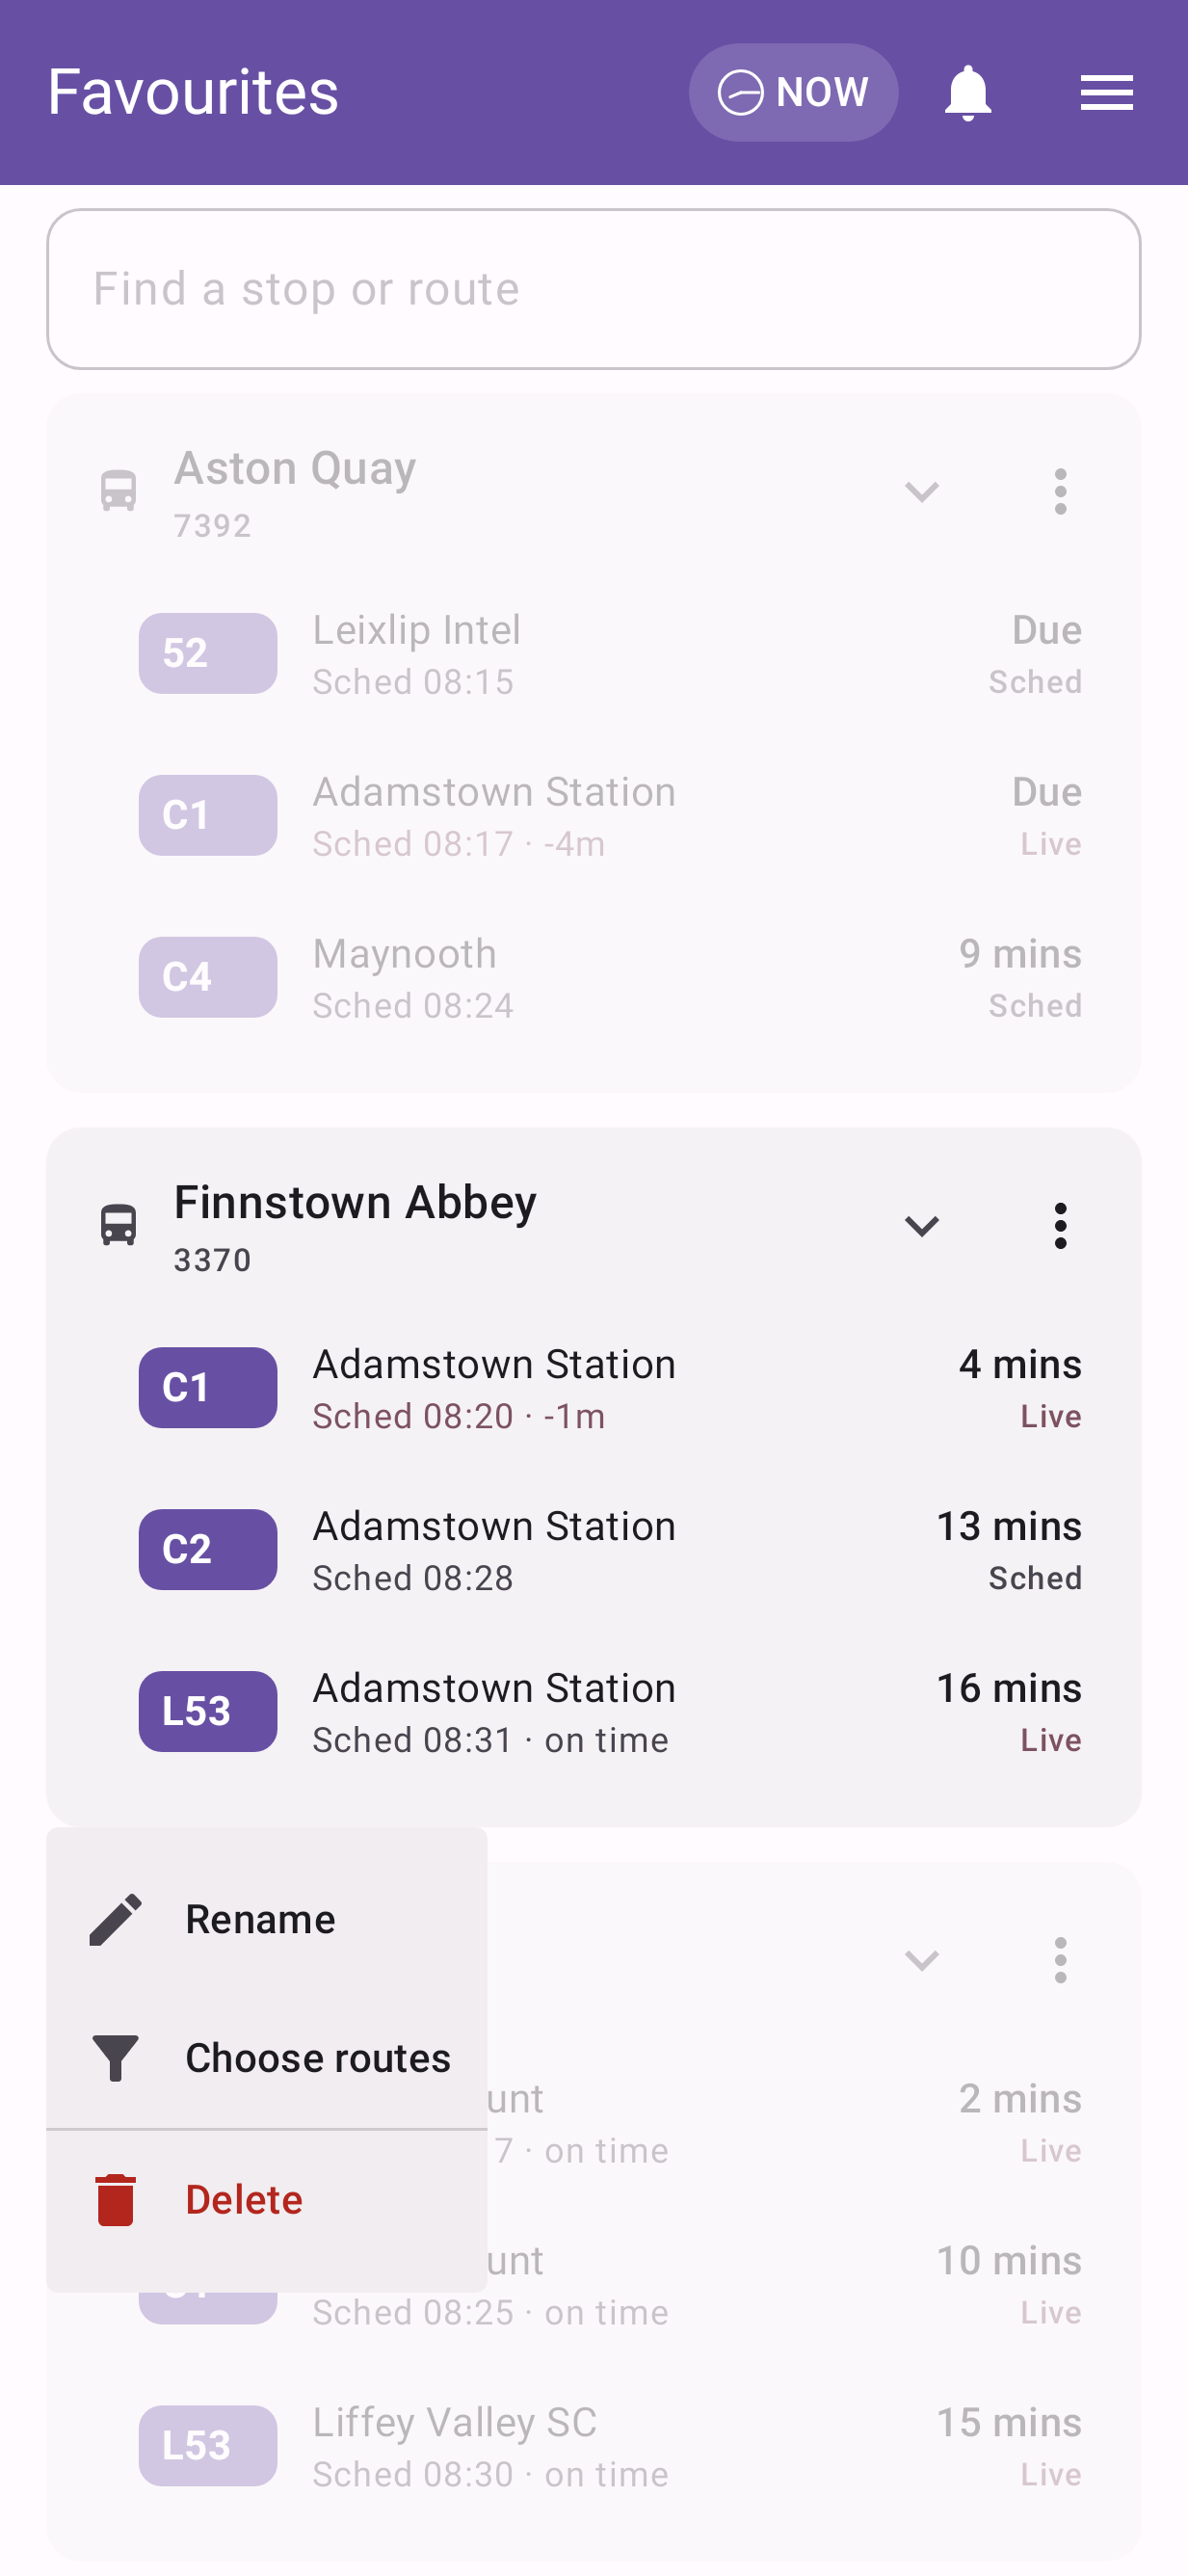 Favourites
NOW
Find a stop or route
Aston Quay
7392
52
Leixlip Intel
Due
Sched 08:15
Sched
C1
Adamstown Station
Due
Sched 08:17 · -4m
Live
C4
Maynooth
9 mins
Sched 08:24
Sched
Finnstown Abbey
3370
C1
Adamstown Station
4 mins
Sched 08:20 · -1m
Live
C2
Adamstown Station
13 mins
Sched 08:28
Sched
L53
Adamstown Station
16 mins
Sched 08:31 · on time
Live
Rename
Choose routes
Delete
unt
2 mins
7 · on time
Live
unt
10 mins
Sched 08:25 · on time
Live
L53
Liffey Valley SC
15 mins
Sched 08:30 · on time
Live